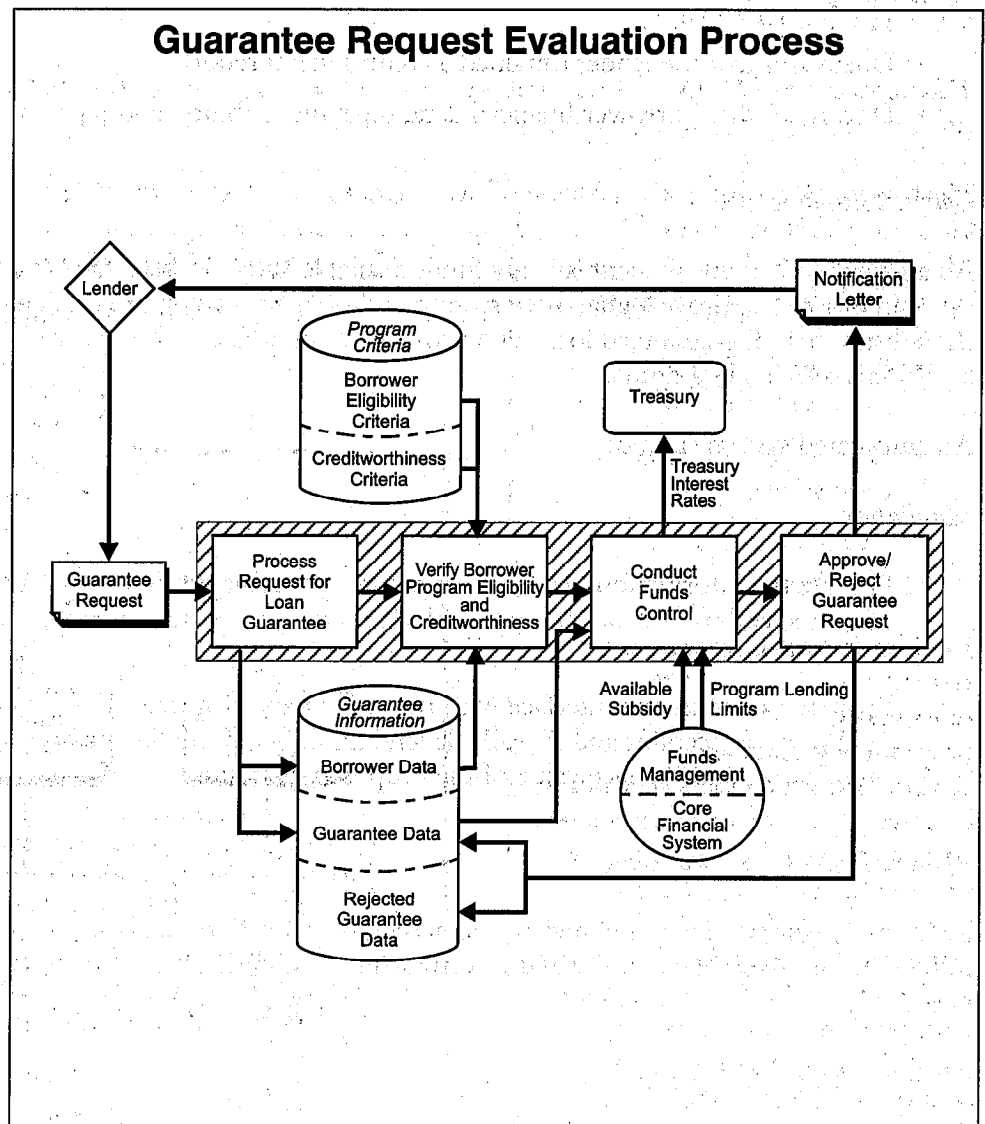 Guarantee Request Evaluation Process
Lender
Notification
Letter
Program
Criteria
Borrower
Eligibility
Criteria
Creditworthiness
Criteria
Treasury
Treasury
Interest
Rates
Guarantee
Request
Process
Request for
Loan
Guarantee
Verify Borrower
Program Eligibility
and
Creditworthiness
Conduct
Funds
Control
Approve/
Reject
Guarantee
Request
Available
Subsidy
Program Lending
Limits
Guarantee
Information
Borrower Data
Guarantee Data
Rejected
Guarantee
Data
Funds
Management
Core
Financial
System